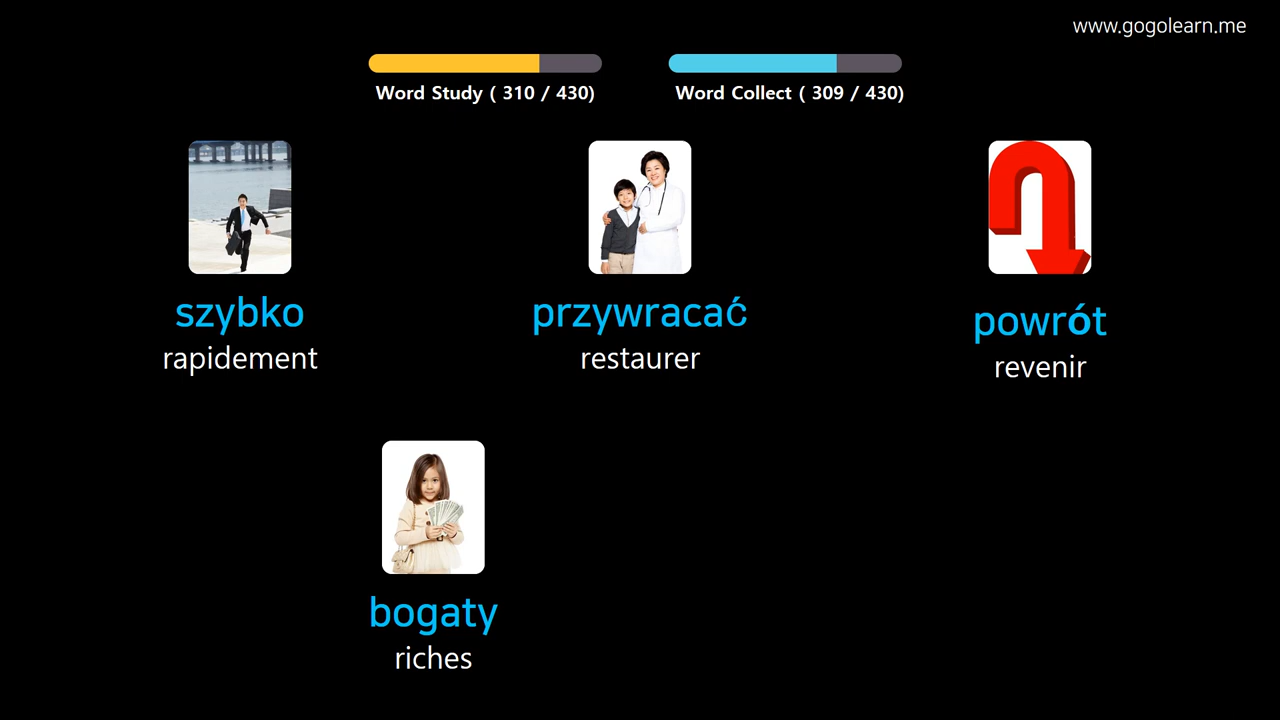 www.gogolearn.me
Word Study ( 310 / 430)
Word Collect ( 309 / 430)
szybko
rapidement
przywracać
restaurer
powrót
revenir
bogaty
riches